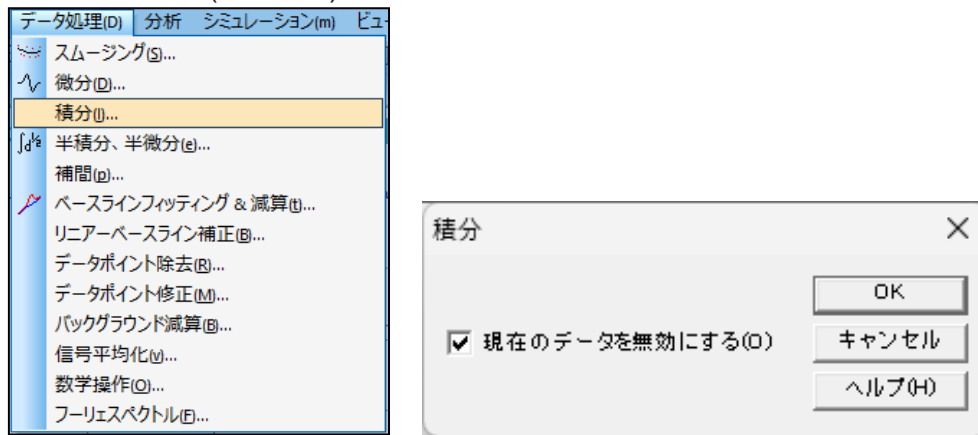 データ処理(D) 分析 シミュレーション(m) ビュー
スムージング(S)...
微分(D)...
積分(I)...
半積分、半微分(e)...
補間(p)...
ベースラインフィッティング & 減算(t)...
リニアーベースライン補正(B)...
データポイント除去(R)...
データポイント修正(M)...
バックグラウンド減算(B)...
信号平均化(v)...
数学操作(O)...
フーリェスペクトル(F)...
積分
OK
現在のデータを無効にする(O)
キャンセル
ヘルプ(H)